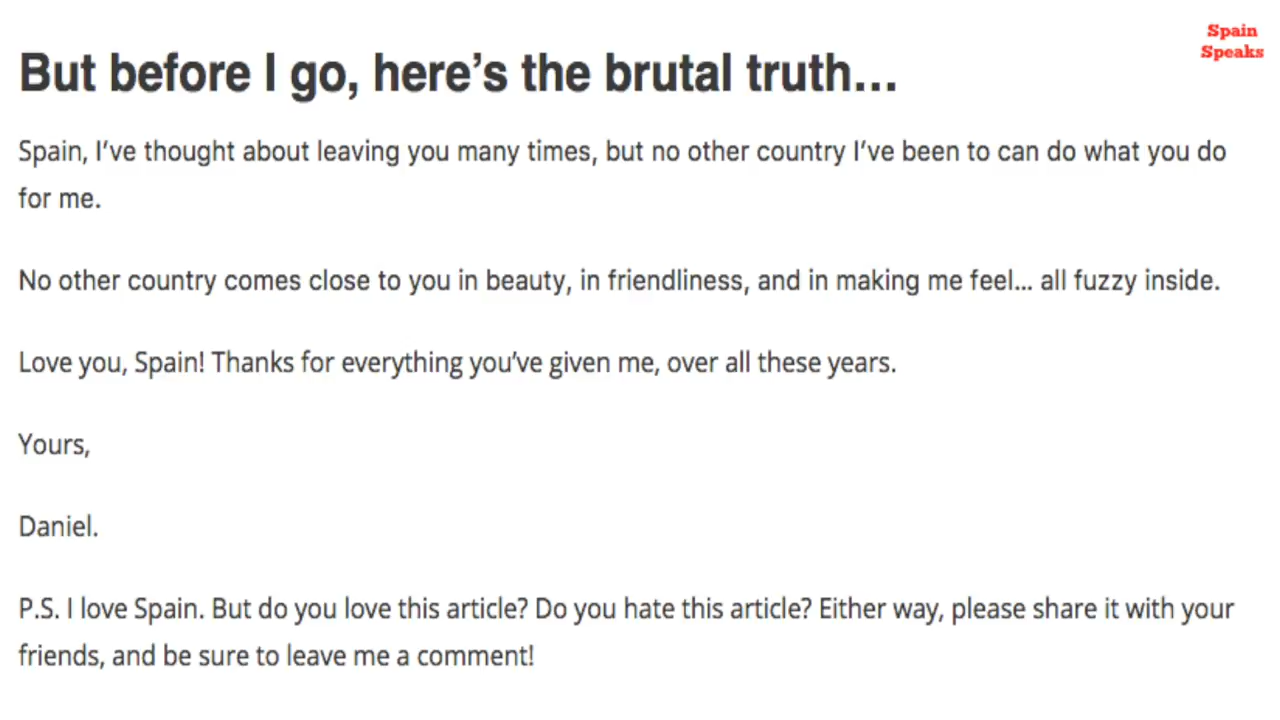 Spain
Speaks
But before I go, here's the brutal truth...
Spain, I've thought about leaving you many times, but no other country I've been to can do what you do
for me.
No other country comes close to you in beauty, in friendliness, and in making me feel... all fuzzy inside.
Love you, Spain! Thanks for everything you've given me, over all these years.
Yours,
Daniel.
P.S. I love Spain. But do you love this article? Do you hate this article? Either way, please share it with your
friends, and be sure to leave me a comment!